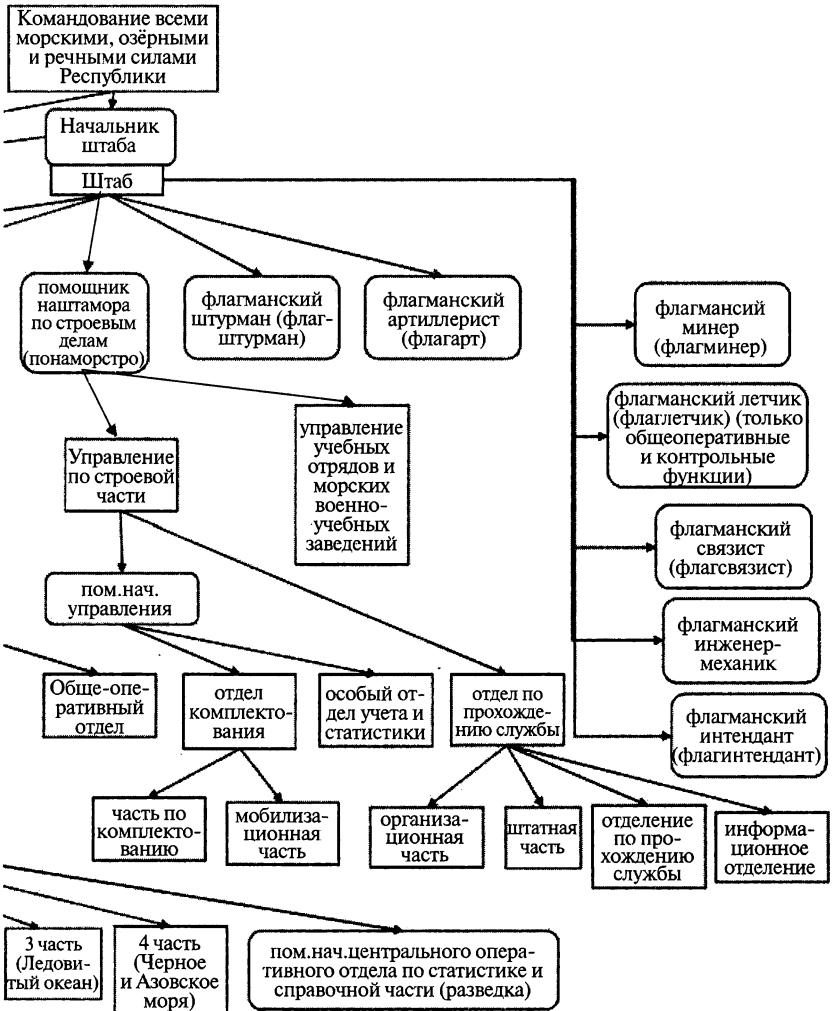 Командование всеми
морскими, озёрными
и речными силами
Республики
Начальник
штаба
Штаб
помощник
наштамора
по строевым
делам
(понаморстро)
флагманский
штурман (флаг-
штурман)
флагманский
артиллерист
(флагарт)
флагмансий
минер
(флагминер)
флагманский летчик
(флаглетчик) (только
общеоперативные
и контрольные
функции)
управление
учебных
отрядов и
морских
военно-
учебных
заведений
Управление
по строевой
части
флагманский
связист
(флагсвязист)
пом.нач.
управления
флагманский
инженер-
механик
Обще-опе-
ративный
отдел
отдел
комплекто-
вания
особый от-
дел учета и
статистики
отдел по
прохожде-
нию службы
флагманский
интендант
(флагинтендант)
часть по
комплекто-
ванию
мобилиза-
ционная
часть
организа-
ционная
часть
штатная
часть
отделение
по про-
хождению
службы
информа-
ционное
отделение
3 часть
(Ледови-
тый океан)
4 часть
(Черное
и Азовское
моря)
пом.нач.центрального опера-
тивного отдела по статистике и
справочной части (разведка)